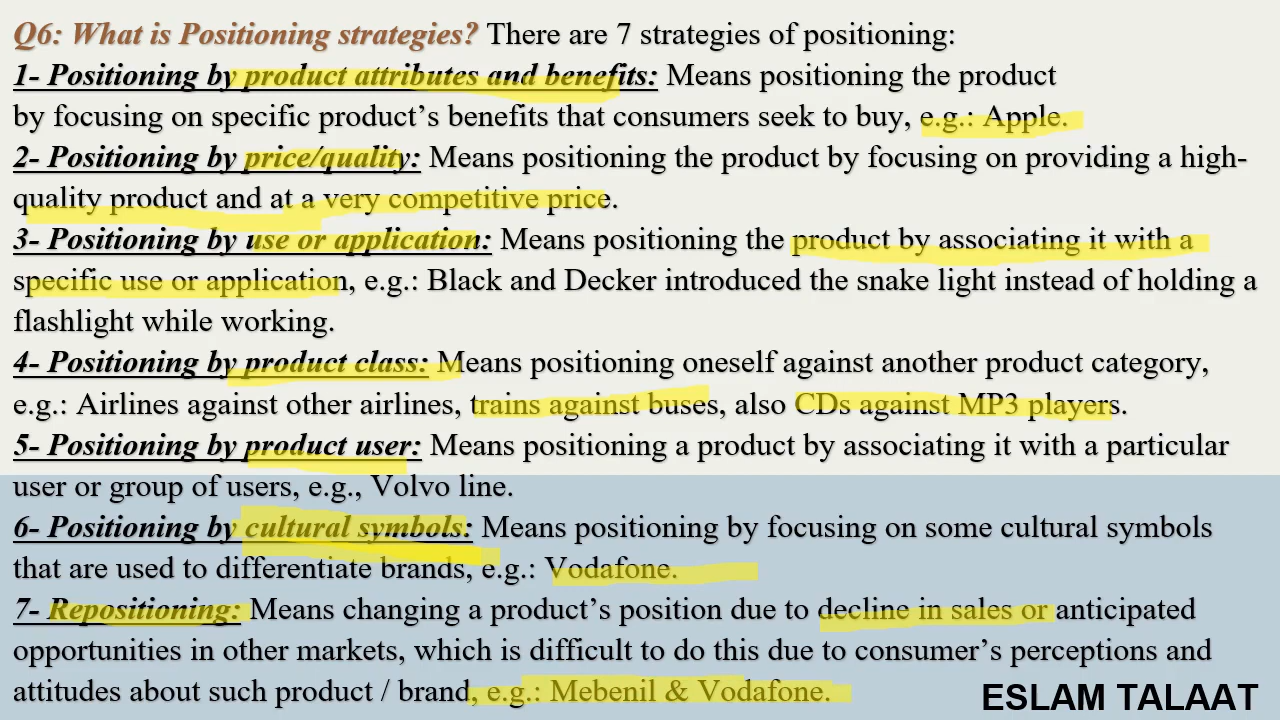 Q6: What is Positioning strategies? There are 7 strategies of positioning:
1- Positioning by product attributes and benefits: Means positioning the product
by focusing on specific product’s benefits that consumers seek to buy, e.g.: Apple.
2- Positioning by price/quality: Means positioning the product by focusing on providing a high-
quality product and at a very competitive price.
3- Positioning by use or application: Means positioning the product by associating it with a
specific use or application, e.g.: Black and Decker introduced the snake light instead of holding a
flashlight while working.
4- Positioning by product class: Means positioning oneself against another product category,
e.g.: Airlines against other airlines, trains against buses, also CDs against MP3 players.
5- Positioning by product user: Means positioning a product by associating it with a particular
user or group of users, e.g., Volvo line.
6- Positioning by cultural symbols: Means positioning by focusing on some cultural symbols
that are used to differentiate brands, e.g.: Vodafone.
7- Repositioning: Means changing a product’s position due to decline in sales or anticipated
opportunities in other markets, which is difficult to do this due to consumer’s perceptions and
attitudes about such product / brand, e.g.: Mebenil & Vodafone.
ESLAM TALAAT